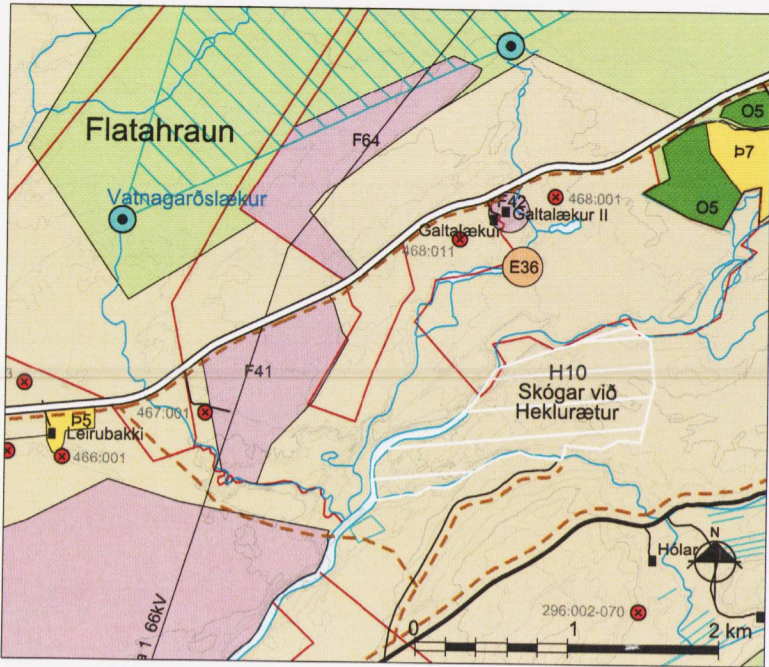 O5
Flatahraun
F64
Þ7
Vatnagarðslækur
F42
468:001
Galtalækur II
O5
Galtalækur
468:011
E36
F41
H10
Skógar við
Heklurætur
3
467:001
Þ5
Leirubakki
466:001
N
Hólar
296:002-070
1 66kV
0
1
2 km